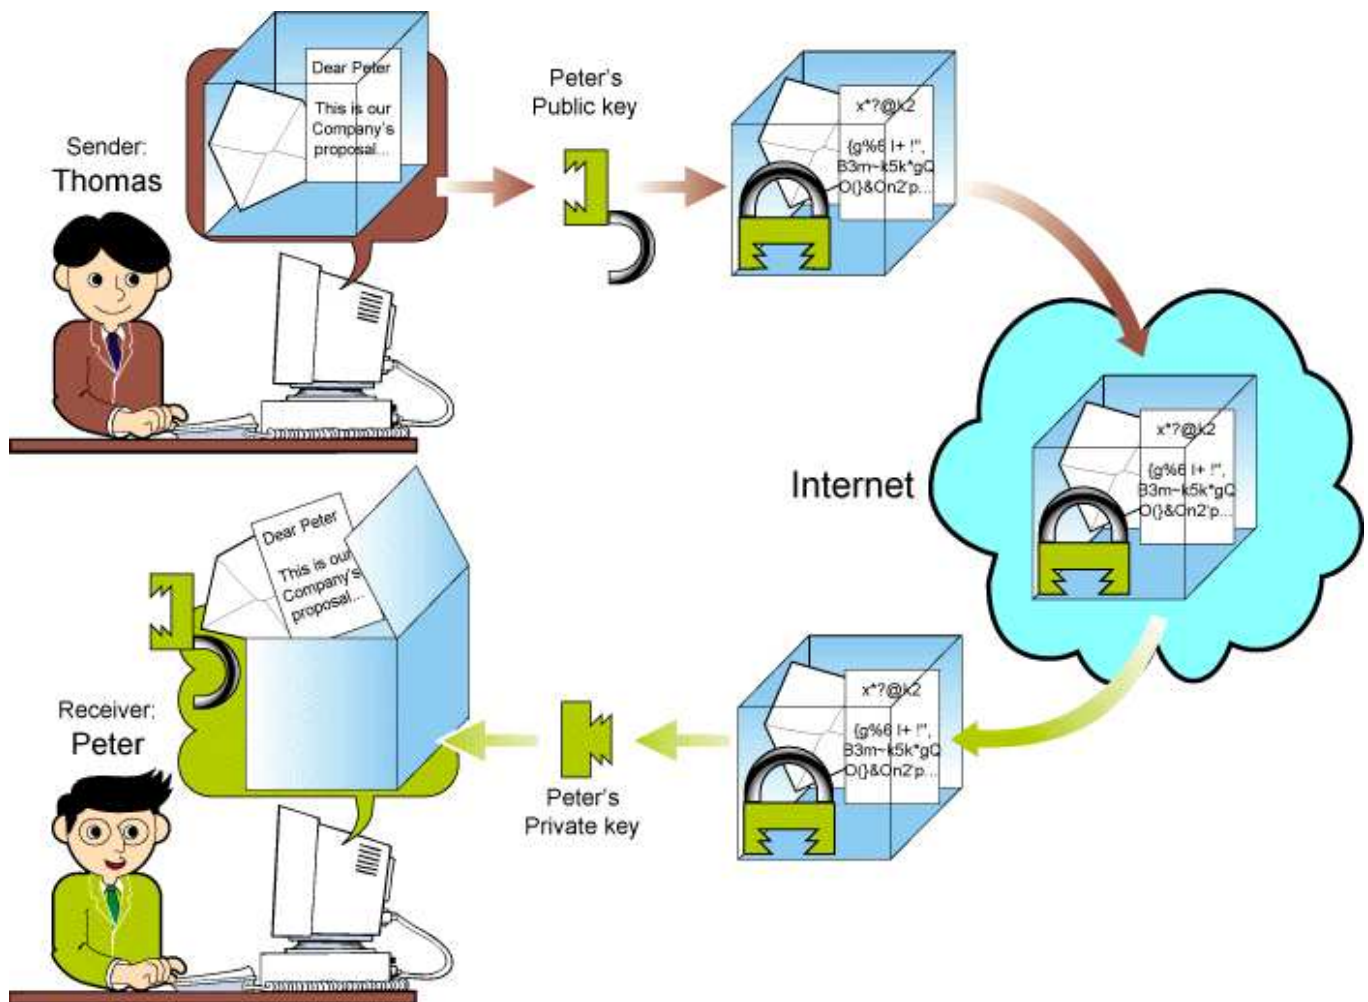 Sender:
Thomas
Dear Peter
This is our
Company's
proposal...
Peter's
Public key
x*?@k2
{g%6 I+ !",
B3m~k5k*gQ
O(}&On2'p...
Internet
x*?@k2
{g%6 I+ !",
B3m~k5k*gQ
O(}&On2'p...
x*?@k2
{g%6 I+ !",
B3m~k5k*gQ
O(}&On2'p...
Peter's
Private key
Dear Peter
This is our
Company's
proposal...
Receiver:
Peter